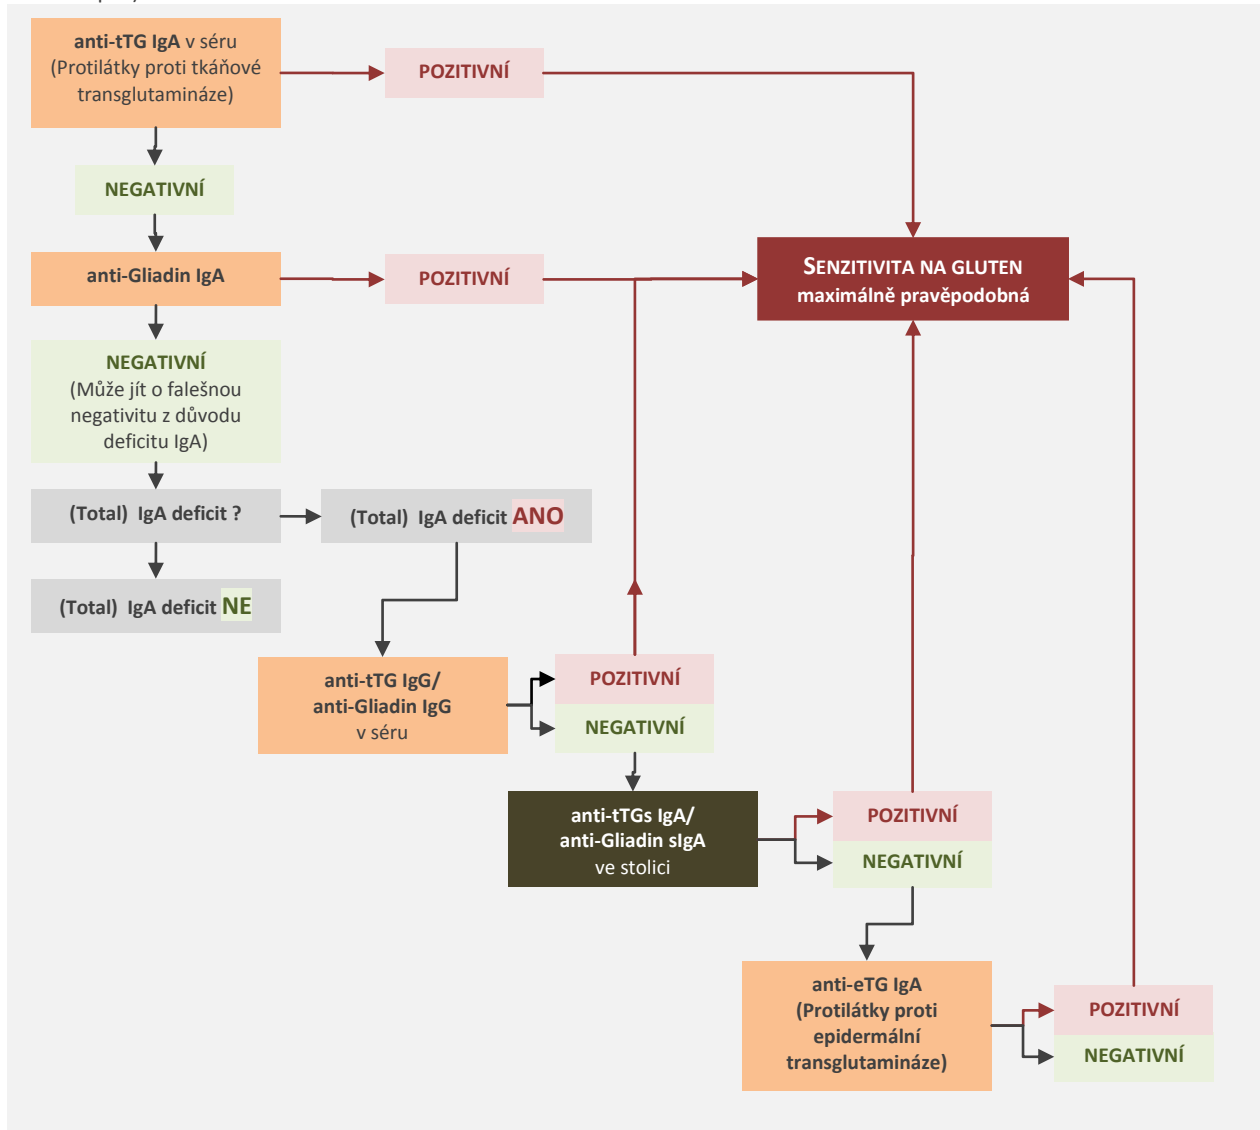 anti-tTG IgA v séru
(Protilátky proti tkáňové
transglutamináze)
POZITIVNÍ
NEGATIVNÍ
anti-Gliadin IgA
POZITIVNÍ
SENZITIVITA NA GLUTEN
maximálně pravěpodobná
NEGATIVNÍ
(Může jít o falešnou
negativitu z důvodu
deficitu IgA)
(Total) IgA deficit ?
(Total) IgA deficit ANO
(Total) IgA deficit NE
anti-tTG IgG/
anti-Gliadin IgG
v séru
POZITIVNÍ
NEGATIVNÍ
anti-tTGs IgA/
anti-Gliadin sIgA
ve stolici
POZITIVNÍ
NEGATIVNÍ
anti-eTG IgA
(Protilátky proti
epidermální
transglutamináze)
POZITIVNÍ
NEGATIVNÍ